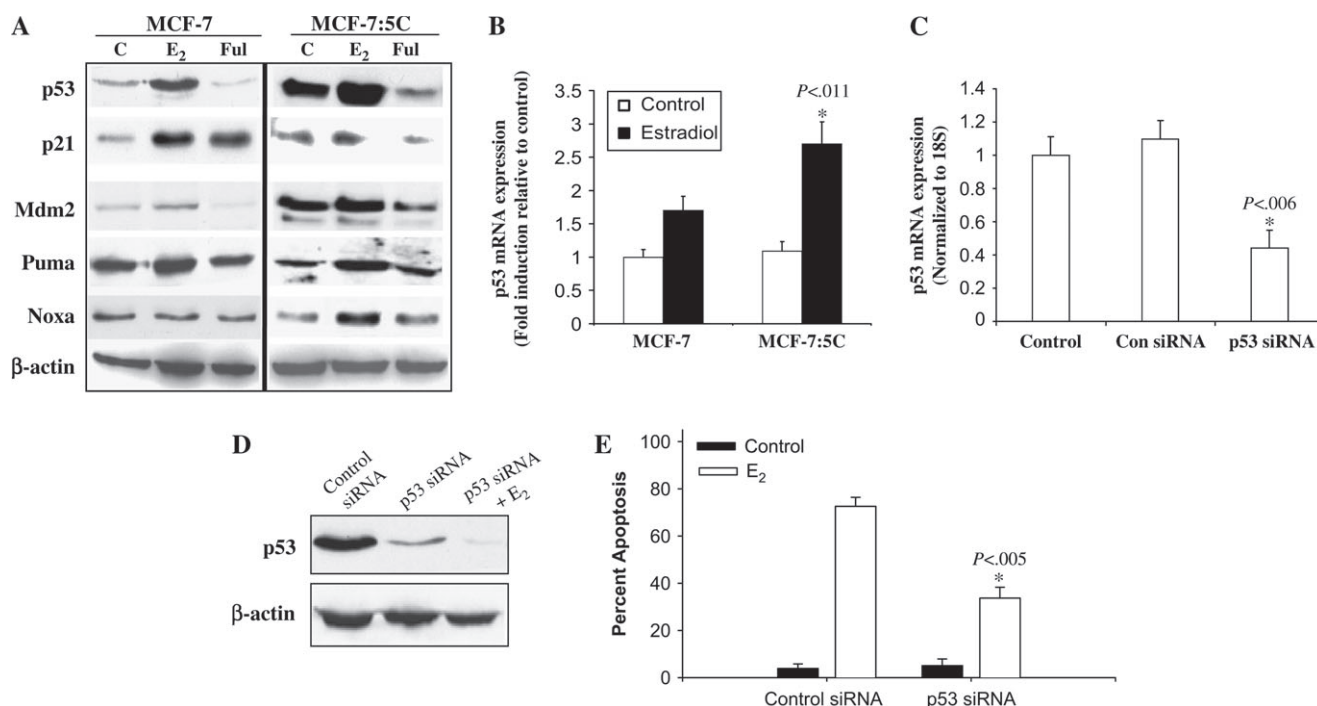 A
MCF-7
MCF-7:5C
C E₂ Ful C E₂ Ful
p53
p21
Mdm2
Puma
Noxa
β-actin
B
p53 mRNA expression
(Fold induction relative to control)
3.5
3
2.5
2
1.5
1
0.5
0
Control
Estradiol
P<.011
*
MCF-7
MCF-7:5C
C
p53 mRNA expression
(Normalized to 18S)
1.4
1.2
1
0.8
0.6
0.4
0.2
0
P<.006
*
Control
Con siRNA
p53 siRNA
D
Control
siRNA
p53 siRNA
p53 siRNA
+ E₂
p53
β-actin
E
Percent Apoptosis
100
80
60
40
20
0
Control
E₂
P<.005
*
Control siRNA
p53 siRNA